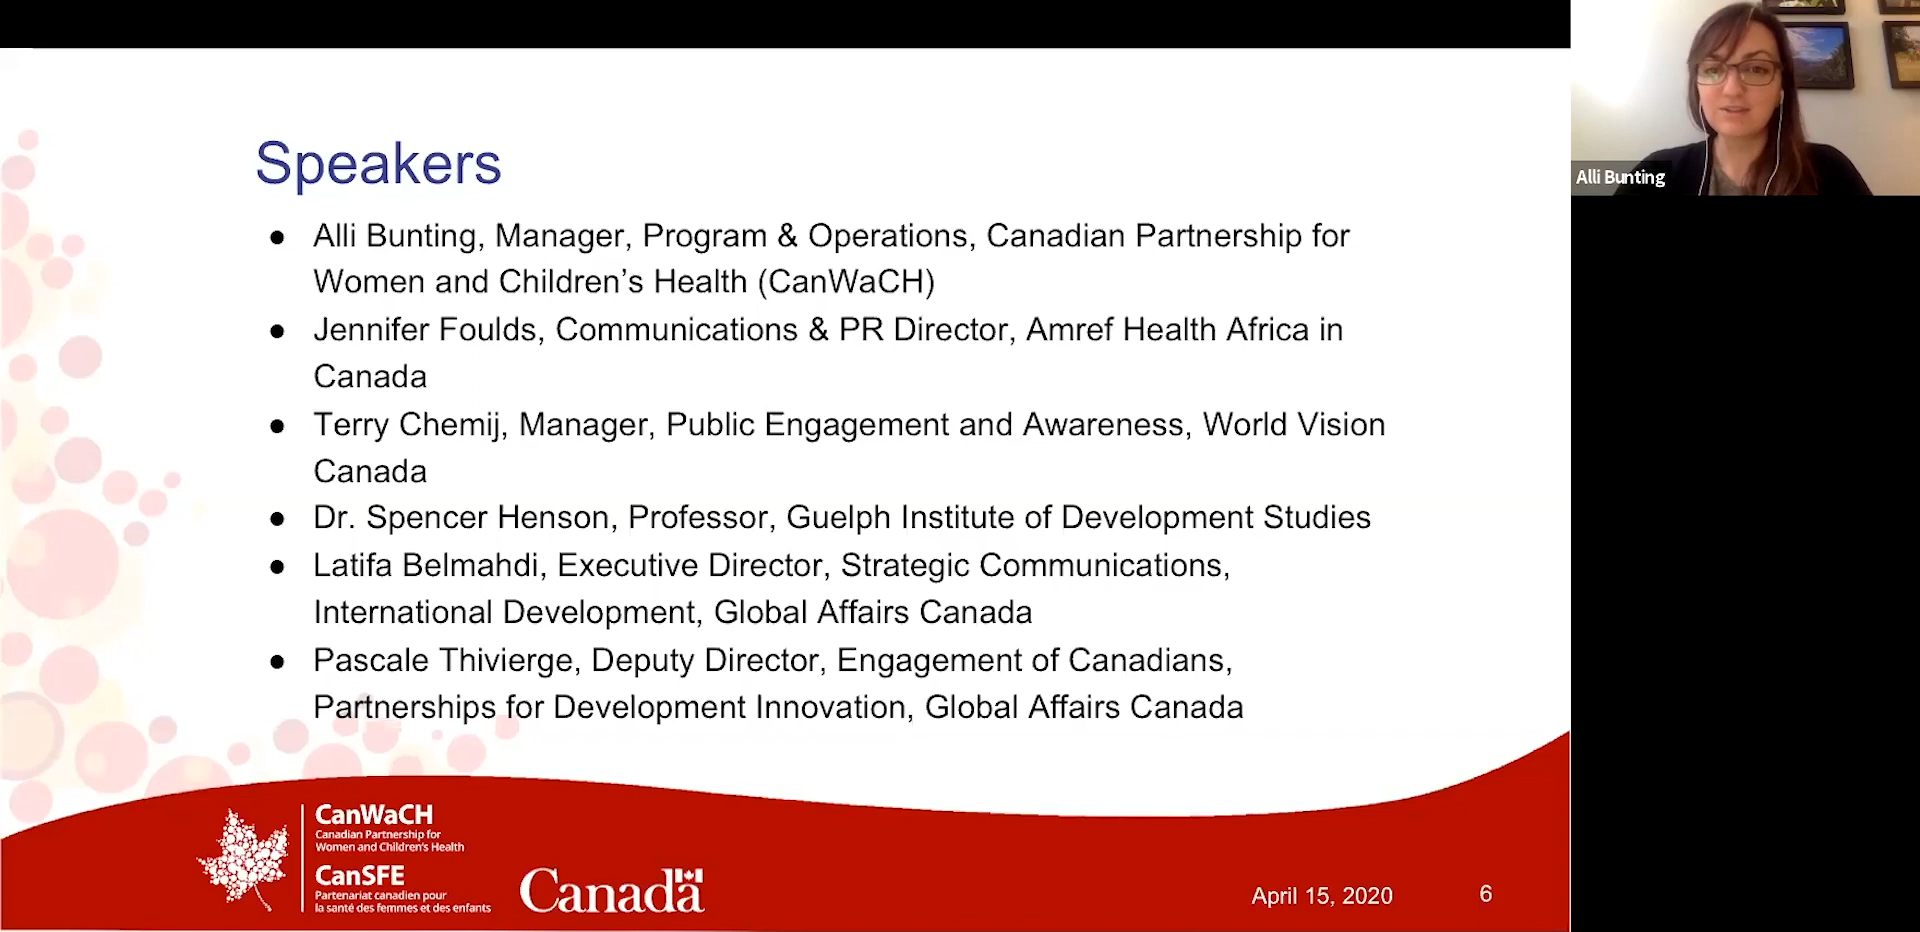 Speakers
● Alli Bunting, Manager, Program & Operations, Canadian Partnership for
Women and Children’s Health (CanWaCH)
● Jennifer Foulds, Communications & PR Director, Amref Health Africa in
Canada
● Terry Chemij, Manager, Public Engagement and Awareness, World Vision
Canada
● Dr. Spencer Henson, Professor, Guelph Institute of Development Studies
● Latifa Belmahdi, Executive Director, Strategic Communications,
International Development, Global Affairs Canada
● Pascale Thivierge, Deputy Director, Engagement of Canadians,
Partnerships for Development Innovation, Global Affairs Canada
CanWaCH
Canadian Partnership for
Women and Children's Health
CanSFE
Partenariat canadien pour
la santé des femmes et des enfants
Canada
April 15, 2020
6
Alli Bunting